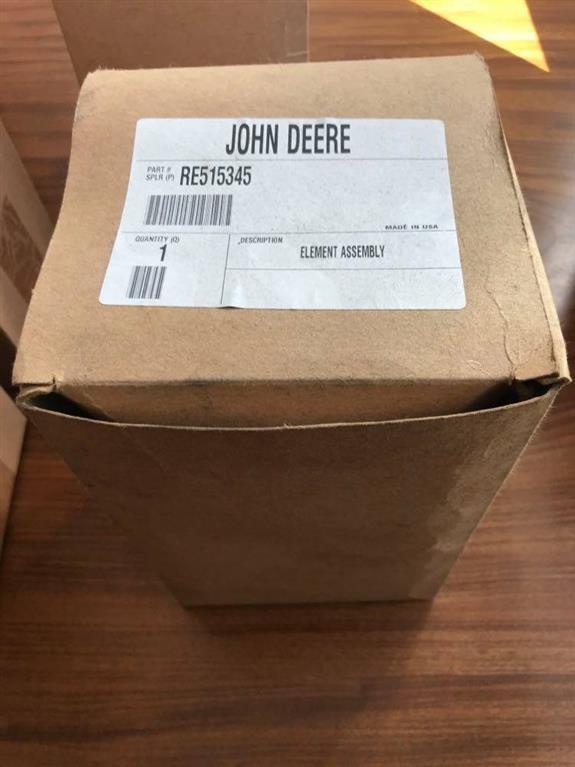 JOHN DEERE
PART #
SPLR (P) RE515345
MADE IN USA
QUANTITY (Q)
1
DESCRIPTION
ELEMENT ASSEMBLY